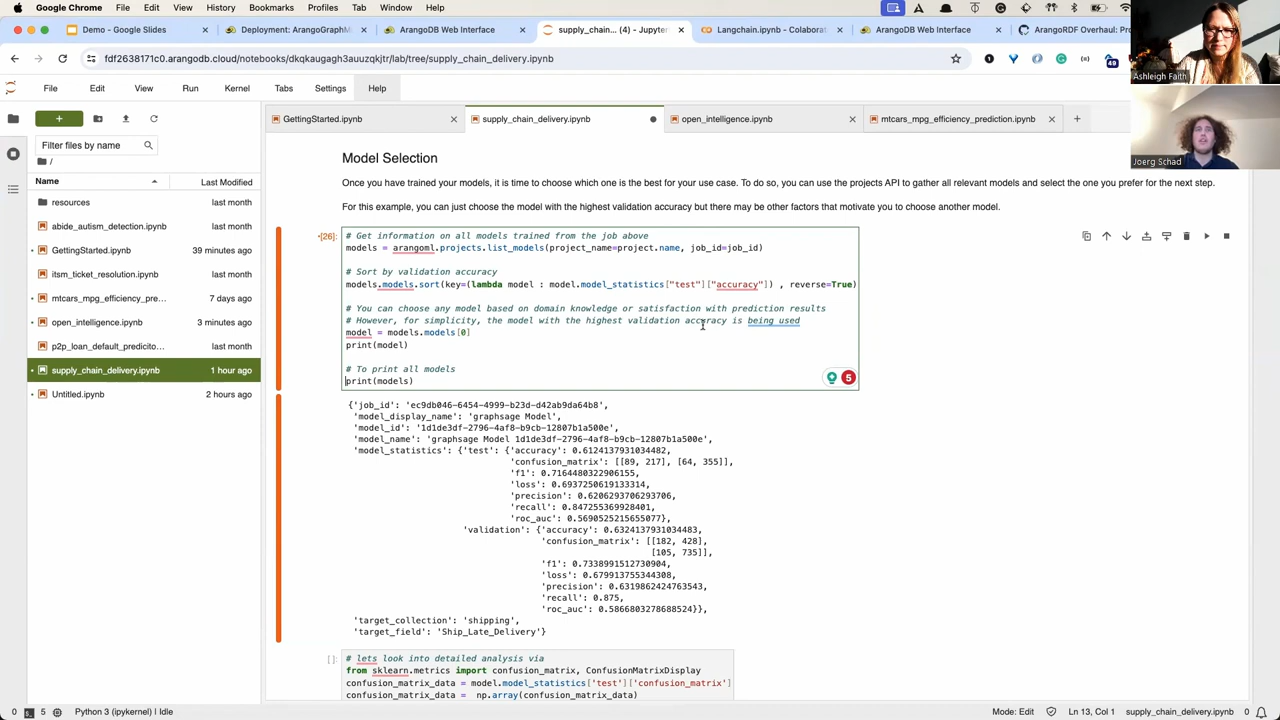 Google Chrome File Edit View History Bookmarks Profiles Tab Window Help
Demo - Google Slides
Deployment: ArangoGraphM
ArangoDB Web Interface
supply_chain... (4) - Jupyter
Langchain.ipynb - Colaborat
ArangoDB Web Interface
ArangoRDF Overhaul: Pro
fdf2638171c0.arangodb.cloud/notebooks/dkqkaugagh3auuzqkjtr/lab/tree/supply_chain_delivery.ipynb
49
Ashleigh Faith
Joerg Schad
File Edit View Run Kernel Tabs Settings Help
GettingStarted.ipynb
supply_chain_delivery.ipynb
open_intelligence.ipynb
mtcars_mpg_efficiency_prediction.ipynb
Filter files by name
/
Name Last Modified
resources last month
abide_autism_detection.ipynb last month
GettingStarted.ipynb 39 minutes ago
itsm_ticket_resolution.ipynb last month
mtcars_mpg_efficiency_pre... 7 days ago
open_intelligence.ipynb 3 minutes ago
p2p_loan_default_predicito... last month
supply_chain_delivery.ipynb 1 hour ago
Untitled.ipynb 2 hours ago
Model Selection
Once you have trained your models, it is time to choose which one is the best for your use case. To do so, you can use the projects API to gather all relevant models and select the one you prefer for the next step.
For this example, you can just choose the model with the highest validation accuracy but there may be other factors that motivate you to choose another model.
[26]:
# Get information on all models trained from the job above
models = arangoml.projects.list_models(project_name=project.name, job_id=job_id)
# Sort by validation accuracy
models.models.sort(key=(lambda model : model.model_statistics["test"]["accuracy"]) , reverse=True)
# You can choose any model based on domain knowledge or satisfaction with prediction results
# However, for simplicity, the model with the highest validation accuracy is being used
model = models.models[0]
print(model)
# To print all models
print(models)
5
{'job_id': 'ec9db046-6454-4999-b23d-d42ab9da64b8',
'model_display_name': 'graphsage Model',
'model_id': '1d1de3df-2796-4af8-b9cb-12807b1a500e',
'model_name': 'graphsage Model 1d1de3df-2796-4af8-b9cb-12807b1a500e',
'model_statistics': {'test': {'accuracy': 0.6124137931034482,
'confusion_matrix': [[89, 217], [64, 355]],
'f1': 0.7164480322906155,
'loss': 0.6937250619133314,
'precision': 0.6206293706293706,
'recall': 0.847255369928401,
'roc_auc': 0.5690525215655077},
'validation': {'accuracy': 0.6324137931034483,
'confusion_matrix': [[182, 428],
[105, 735]],
'f1': 0.7338991512730904,
'loss': 0.679913755344308,
'precision': 0.6319862424763543,
'recall': 0.875,
'roc_auc': 0.5866803278688524}},
'target_collection': 'shipping',
'target_field': 'Ship_Late_Delivery'}
[ ]:
# lets look into detailed analysis via
from sklearn.metrics import confusion_matrix, ConfusionMatrixDisplay
confusion_matrix_data = model.model_statistics['test']['confusion_matrix']
confusion_matrix_data = np.array(confusion_matrix_data)
0 5 Python 3 (ipykernel) | Idle
Mode: Edit Ln 13, Col 1 supply_chain_delivery.ipynb 0